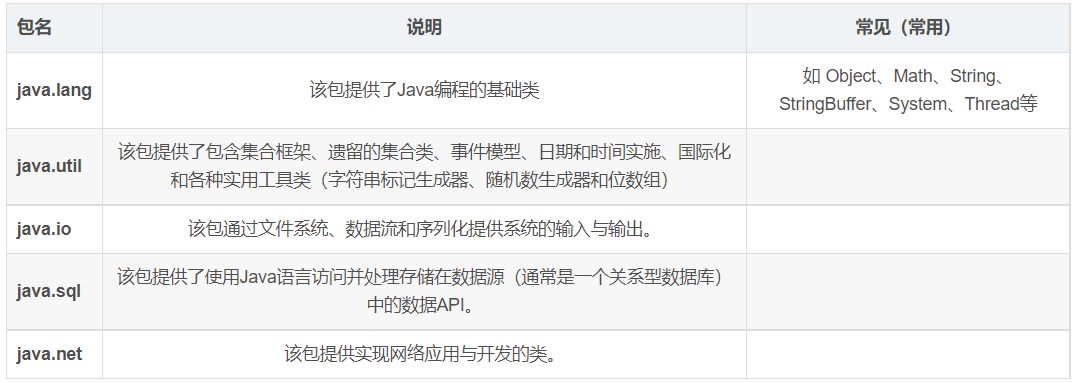 包名 说明 常见（常用）
java.lang 该包提供了Java编程的基础类 如 Object、Math、String、
StringBuffer、System、Thread等
java.util 该包提供了包含集合框架、遗留的集合类、事件模型、日期和时间实施、国际化
和各种实用工具类（字符串标记生成器、随机数生成器和位数组）
java.io 该包通过文件系统、数据流和序列化提供系统的输入与输出。
java.sql 该包提供了使用Java语言访问并处理存储在数据源（通常是一个关系型数据库）
中的数据API。
java.net 该包提供实现网络应用与开发的类。